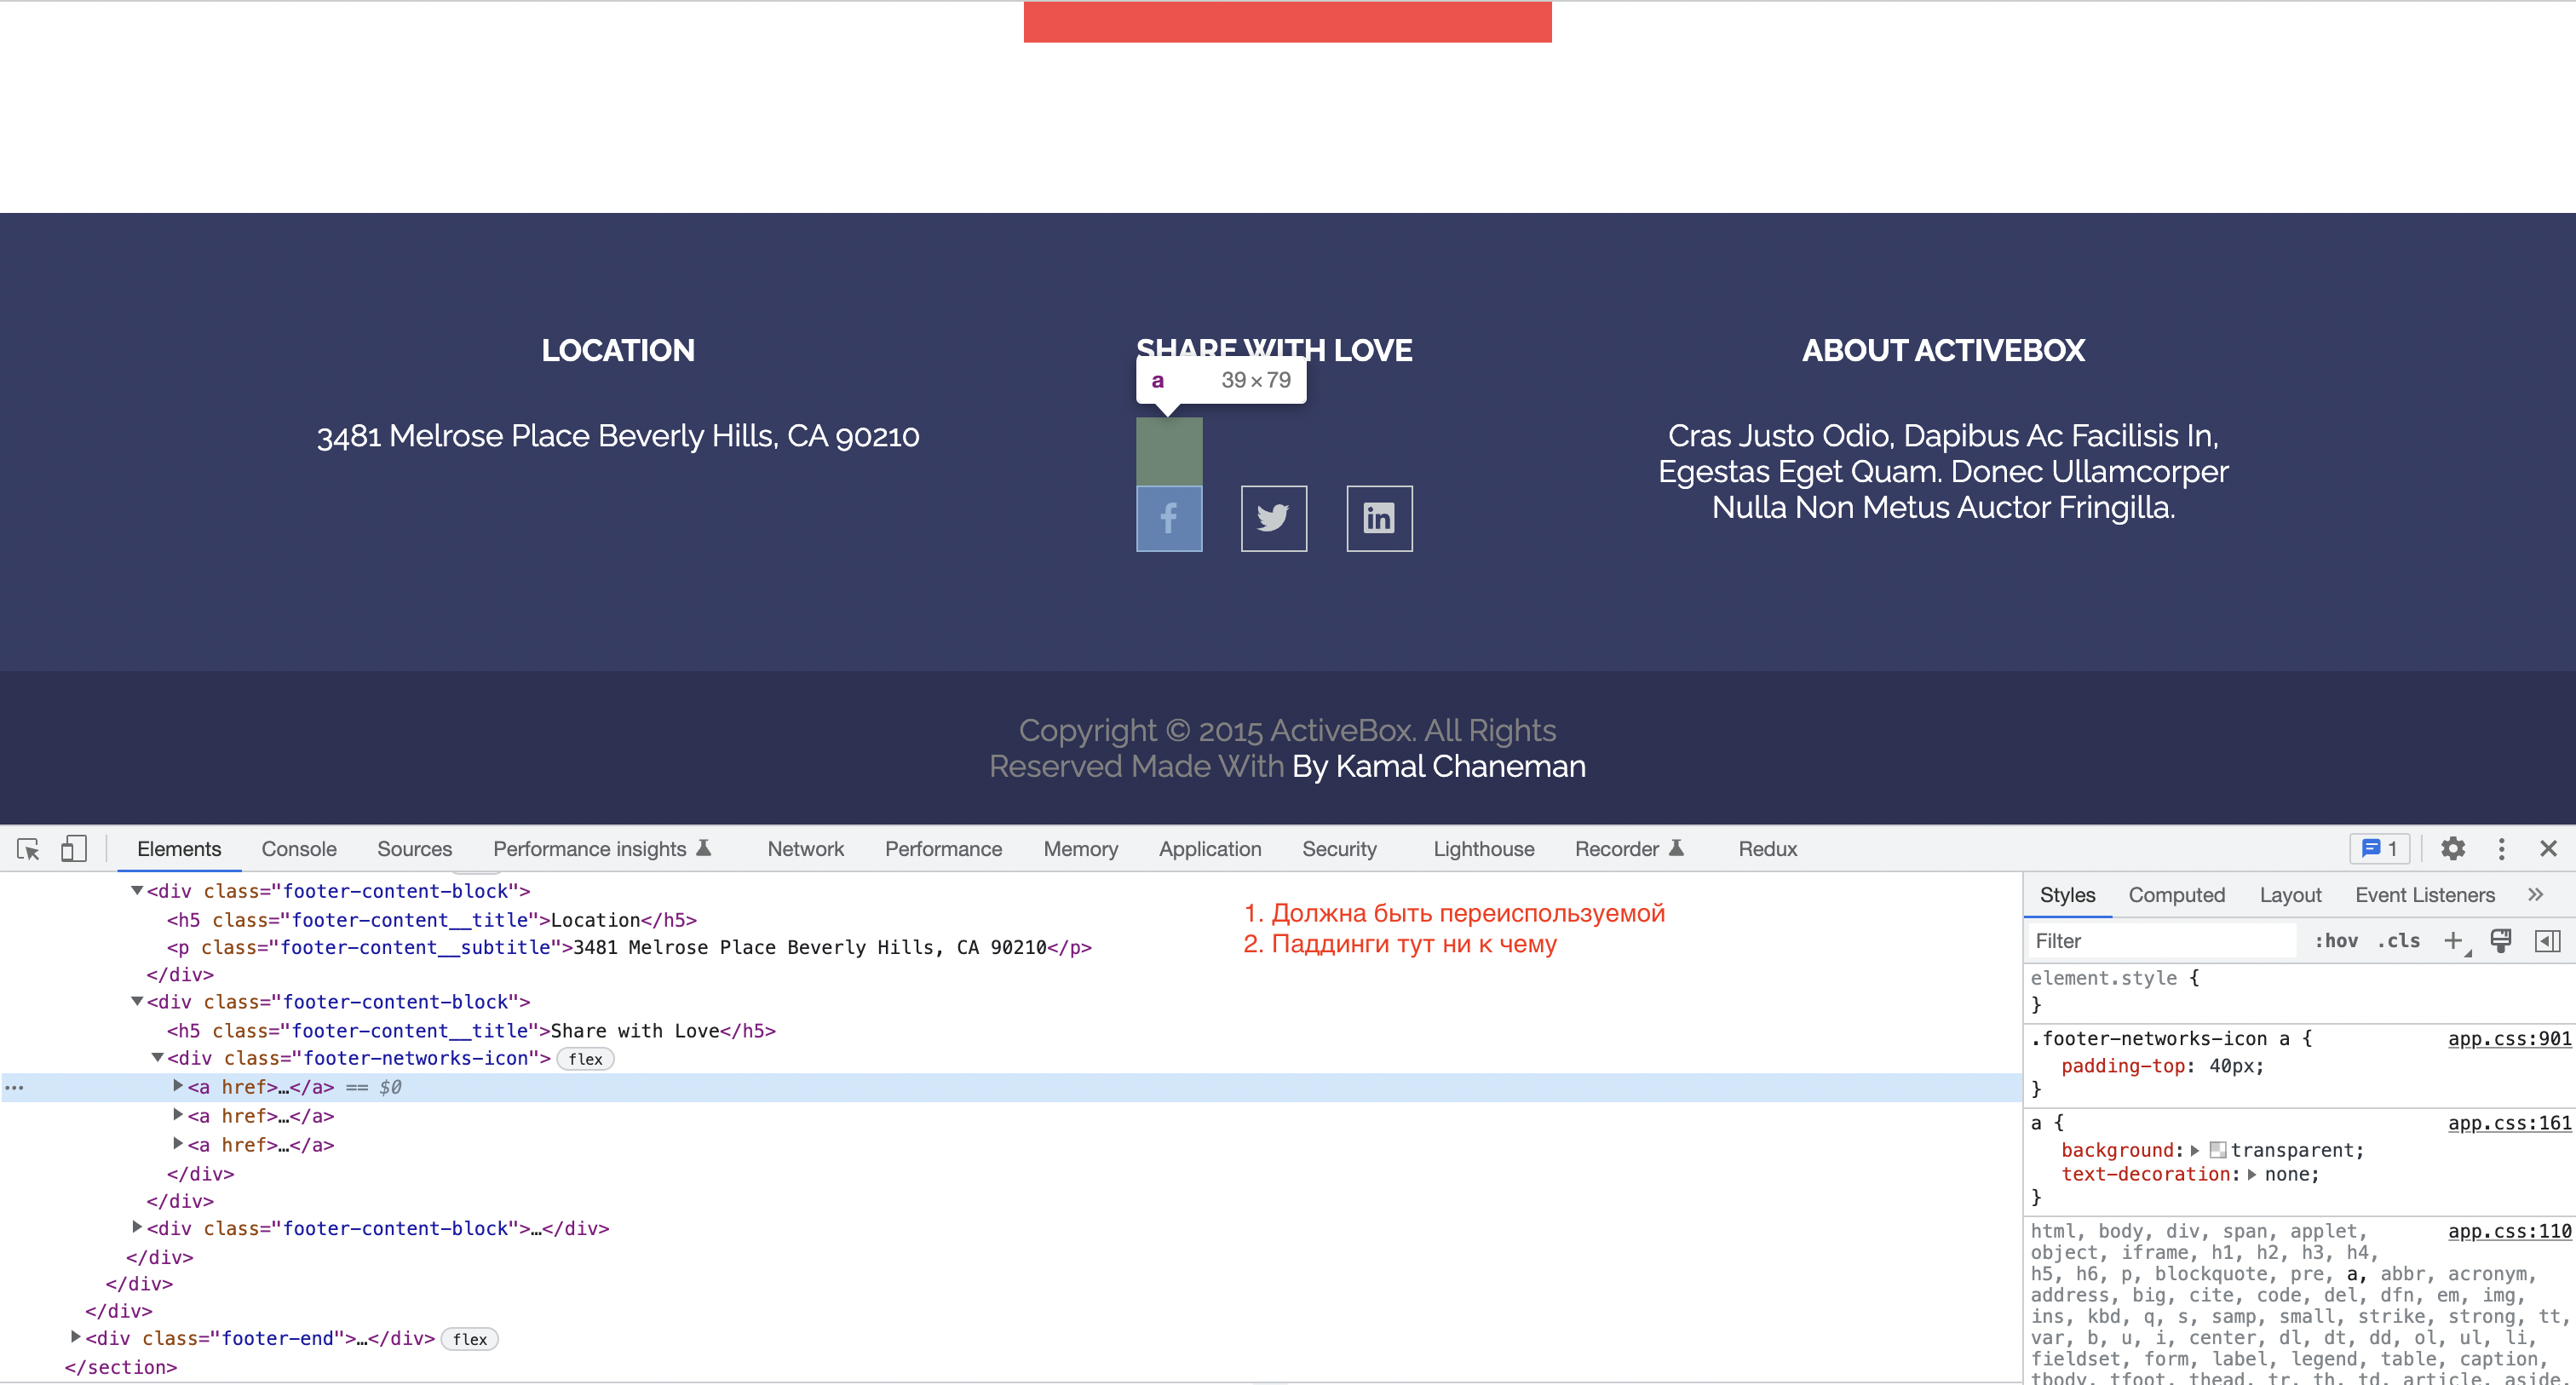 LOCATION
3481 Melrose Place Beverly Hills, CA 90210
SHARE WITH LOVE
a 39×79
ABOUT ACTIVEBOX
Cras Justo Odio, Dapibus Ac Facilisis In,
Egestas Eget Quam. Donec Ullamcorper
Nulla Non Metus Auctor Fringilla.
Copyright © 2015 ActiveBox. All Rights
Reserved Made With By Kamal Chaneman
Elements Console Sources Performance insights Network Performance Memory Application Security Lighthouse Recorder Redux 1
<div class="footer-content-block">
<h5 class="footer-content__title">Location</h5>
<p class="footer-content__subtitle">3481 Melrose Place Beverly Hills, CA 90210</p>
</div>
<div class="footer-content-block">
<h5 class="footer-content__title">Share with Love</h5>
<div class="footer-networks-icon"> flex
<a href>…</a> == $0
<a href>…</a>
<a href>…</a>
</div>
</div>
<div class="footer-content-block">…</div>
</div>
</div>
</div>
<div class="footer-end">…</div> flex
</section>
1. Должна быть переиспользуемой
2. Паддинги тут ни к чему
Styles Computed Layout Event Listeners »
Filter :hov .cls +
element.style {
}
.footer-networks-icon a { app.css:901
padding-top: 40px;
}
a { app.css:161
background: transparent;
text-decoration: none;
}
html, body, div, span, applet, app.css:110
object, iframe, h1, h2, h3, h4,
h5, h6, p, blockquote, pre, a, abbr, acronym,
address, big, cite, code, del, dfn, em, img,
ins, kbd, q, s, samp, small, strike, strong, tt,
var, b, u, i, center, dl, dt, dd, ol, ul, li,
fieldset, form, label, legend, table, caption,
tbody, tfoot, thead, tr, th, td, article, aside,